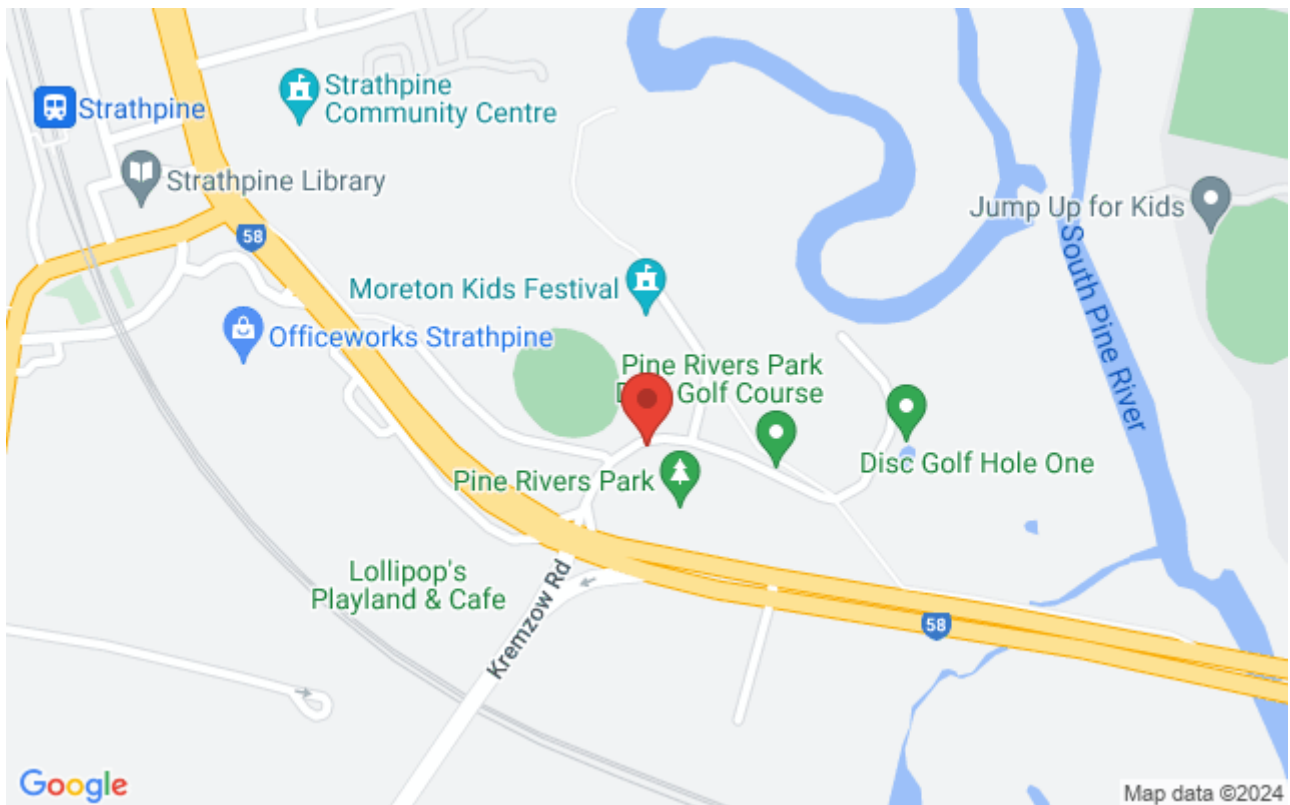 Strathpine
Community Centre
Strathpine
Strathpine Library
Jump Up for Kids
58
South Pine River
Moreton Kids Festival
Officeworks Strathpine
Pine Rivers Park
Golf Course
Disc Golf Hole One
Pine Rivers Park
Lollipop's
Playland & Cafe
Kremzow Rd
58
Google
Map data ©2024